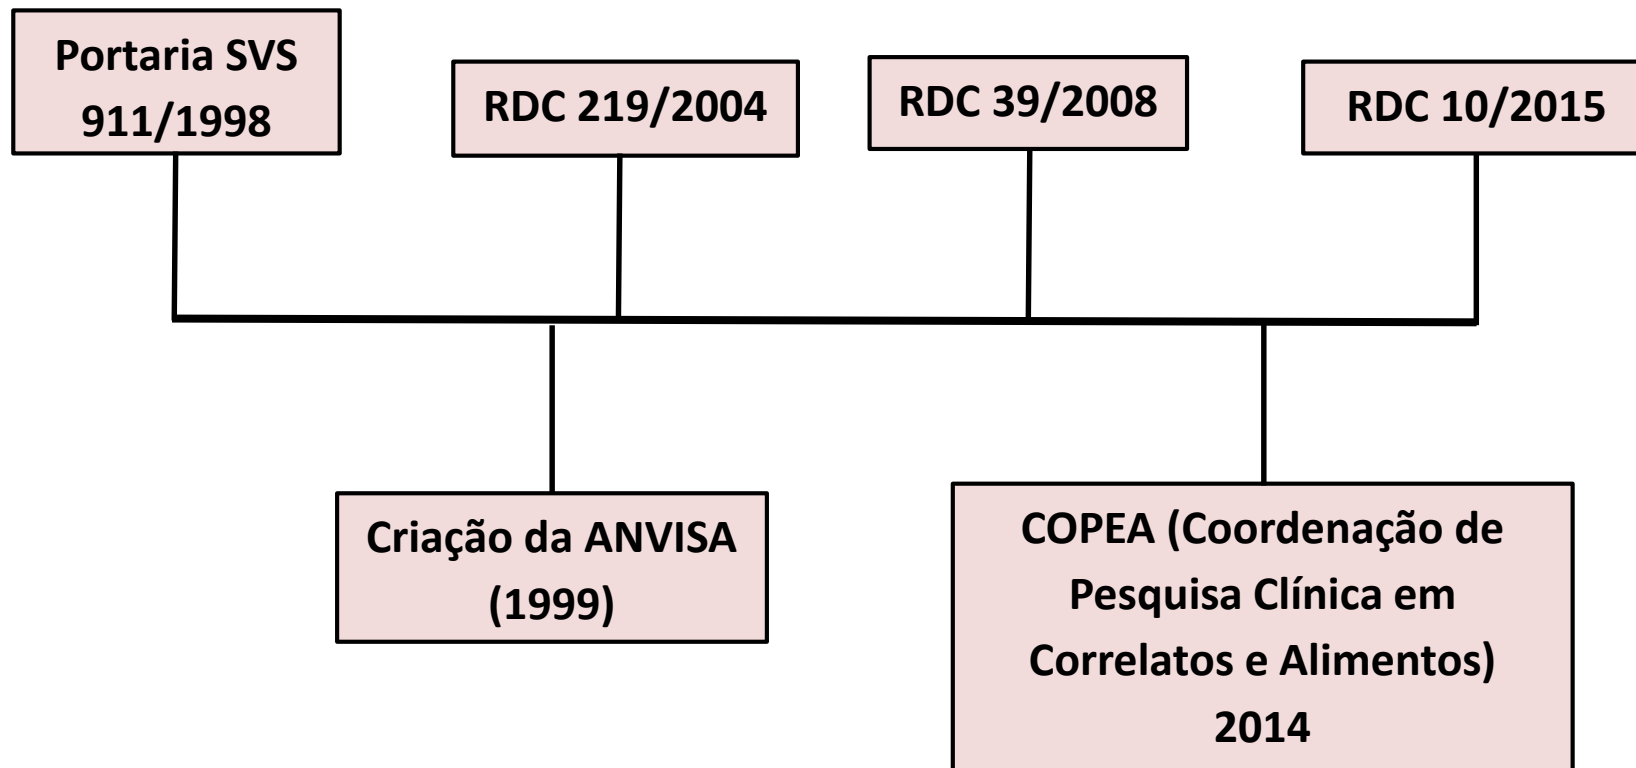 Portaria SVS
911/1998
RDC 219/2004
RDC 39/2008
RDC 10/2015
Criação da ANVISA
(1999)
COPEA (Coordenação de
Pesquisa Clínica em
Correlatos e Alimentos)
2014